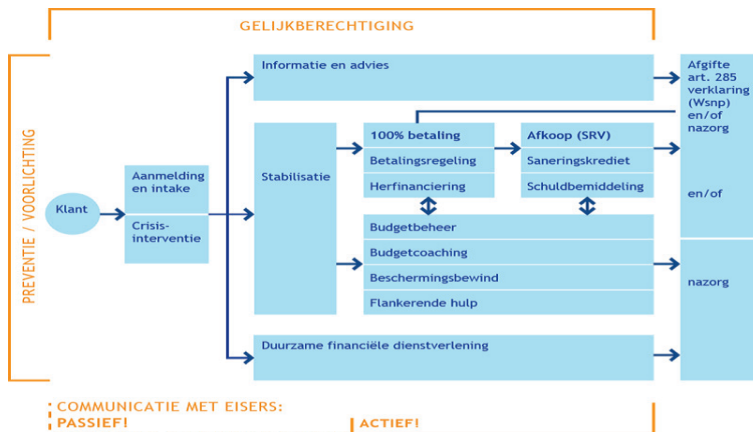 GELIJKBERECHTIGING
PREVENTIE / VOORLICHTING
Klant
Aanmelding
en intake
Crisis-
interventie
Informatie en advies
Stabilisatie
100% betaling
Betalingsregeling
Herfinanciering
Afkoop (SRV)
Saneringskrediet
Schuldbemiddeling
Budgetbeheer
Budgetcoaching
Beschermingsbewind
Flankerende hulp
Duurzame financiële dienstverlening
Afgifte
art. 285
verklaring
(Wsnp)
en/of
nazorg
en/of
nazorg
COMMUNICATIE MET EISERS:
PASSIEF!
ACTIEF!